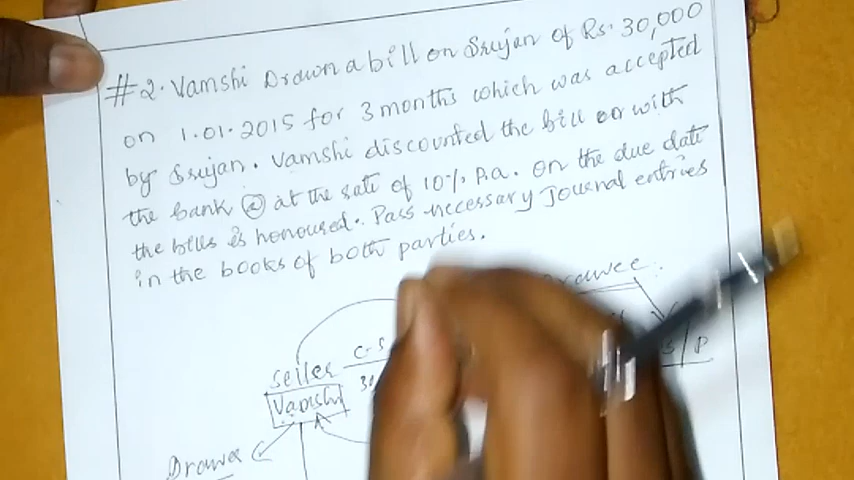 #2. Vamshi Drawn a bill on Srujan of Rs. 30,000
on 1.01.2015 for 3 months which was accepted
by Srujan. Vamshi discounted the bill with
the bank @ at the rate of 10% P.a. on the due date
the bills is honoured. Pass necessary Journal entries
in the books of both parties.
Drawee
Seller C-S
Vamshi 30
P
Drawer